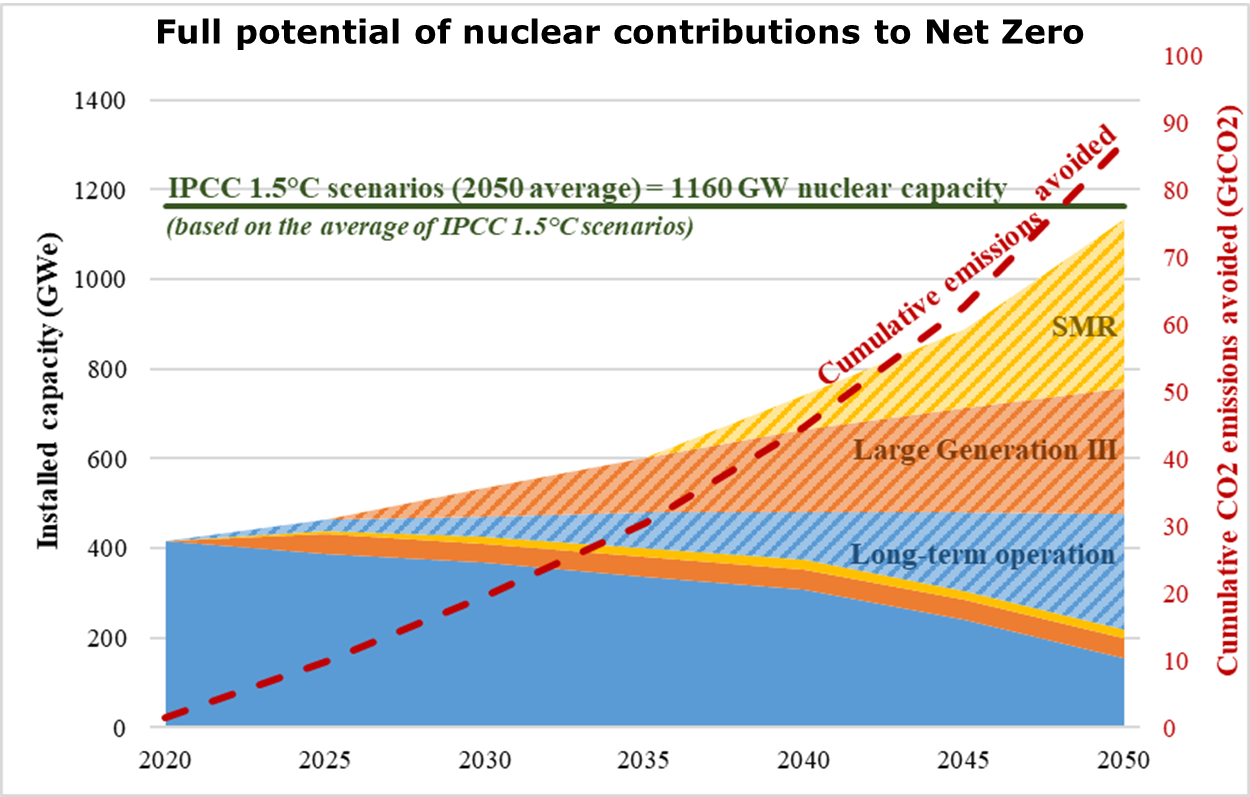 Full potential of nuclear contributions to Net Zero
Installed capacity (GWe)
1400
1200
1000
800
600
400
200
0
IPCC 1.5°C scenarios (2050 average) = 1160 GW nuclear capacity
(based on the average of IPCC 1.5°C scenarios)
Cumulative emissions avoided
SMR
Large Generation III
Long-term operation
100
90
80
70
60
50
40
30
20
10
0
Cumulative CO2 emissions avoided (GtCO2)
2020 2025 2030 2035 2040 2045 2050